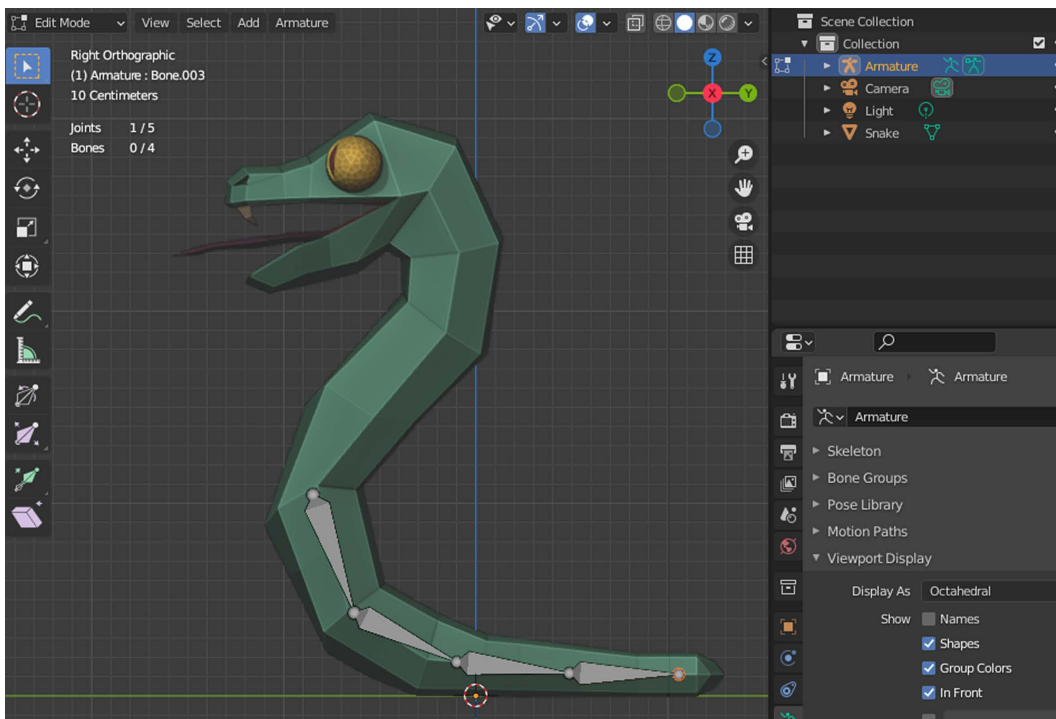 Edit Mode View Select Add Armature
Right Orthographic
(1) Armature : Bone.003
10 Centimeters
Joints 1 / 5
Bones 0 / 4
Z
X
Y
Scene Collection
Collection
Armature
Camera
Light
Snake
Armature Armature
Armature
Skeleton
Bone Groups
Pose Library
Motion Paths
Viewport Display
Display As Octahedral
Show Names
Shapes
Group Colors
In Front